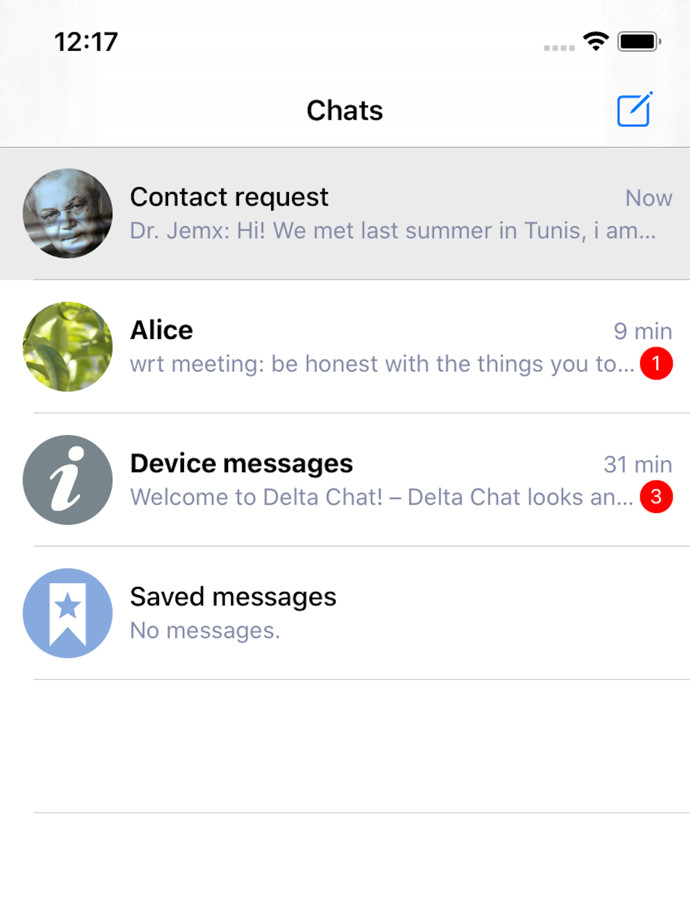 12:17
Chats
Contact request Now
Dr. Jemx: Hi! We met last summer in Tunis, i am...
Alice 9 min
wrt meeting: be honest with the things you to... 1
Device messages 31 min
Welcome to Delta Chat! – Delta Chat looks an... 3
Saved messages
No messages.